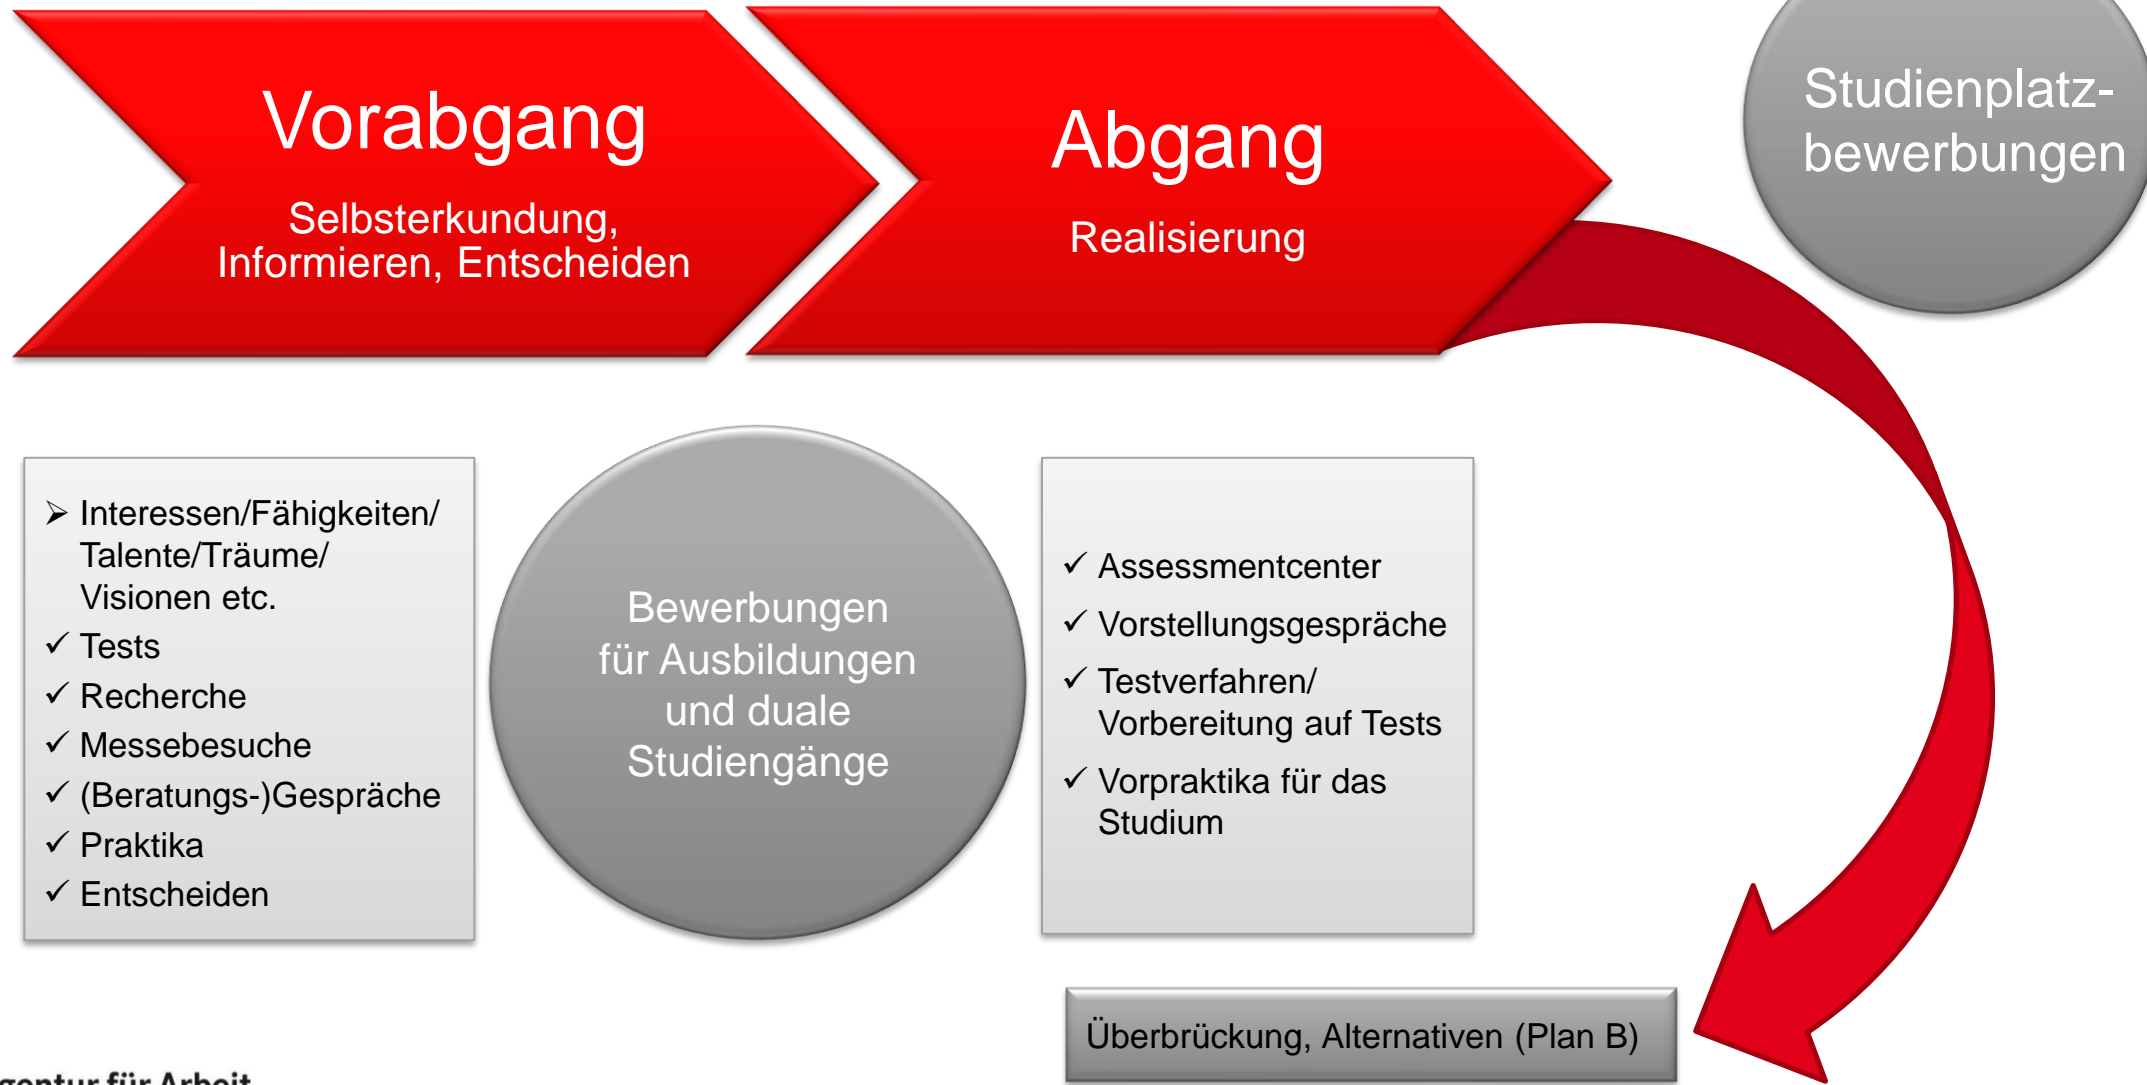 Vorabgang
Selbsterkundung,
Informieren, Entscheiden
Abgang
Realisierung
Studienplatz-
bewerbungen
➢ Interessen/Fähigkeiten/
Talente/Träume/
Visionen etc.
✓ Tests
✓ Recherche
✓ Messebesuche
✓ (Beratungs-)Gespräche
✓ Praktika
✓ Entscheiden
Bewerbungen
für Ausbildungen
und duale
Studiengänge
✓ Assessmentcenter
✓ Vorstellungsgespräche
✓ Testverfahren/
Vorbereitung auf Tests
✓ Vorpraktika für das
Studium
Überbrückung, Alternativen (Plan B)
für Arbeit